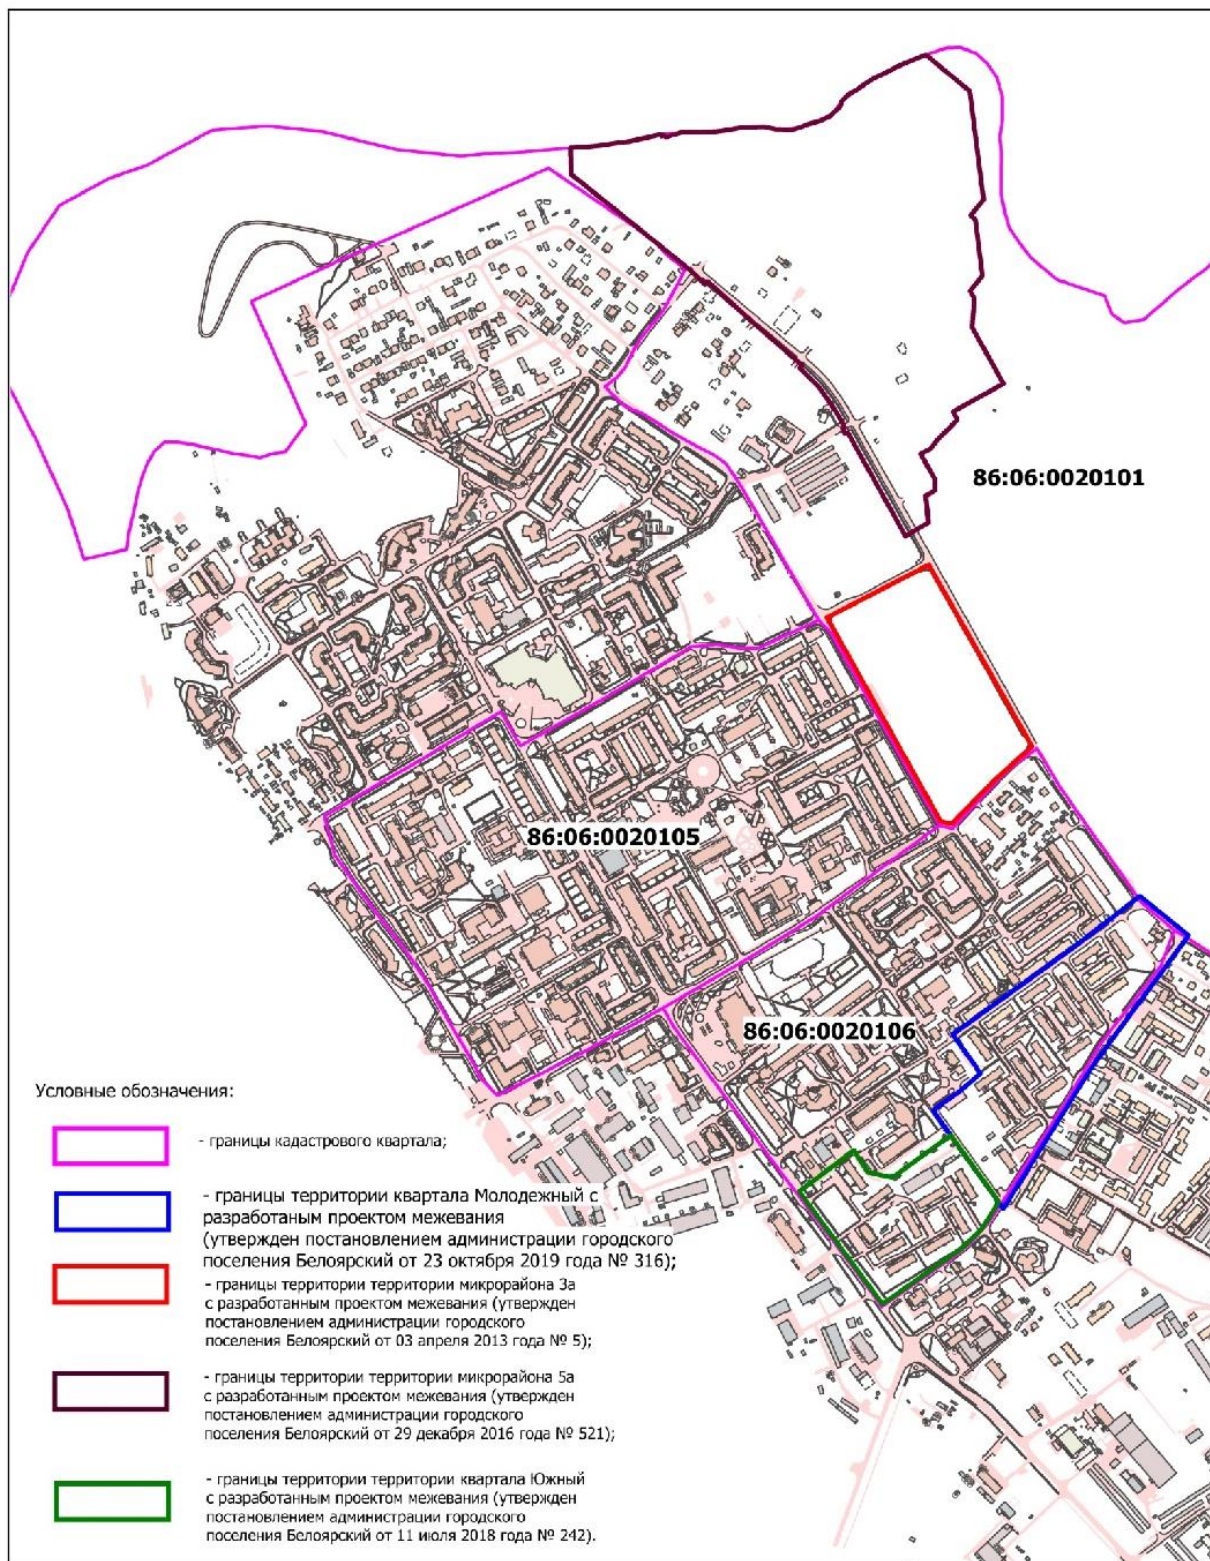 86:06:0020101
86:06:0020105
86:06:0020106
Условные обозначения:
- границы кадастрового квартала;
- границы территории квартала Молодежный с
разработаным проектом межевания
(утвержден постановлением администрации городского
поселения Белоярский от 23 октября 2019 года № 316);
- границы территории территории микрорайона 3а
с разработанным проектом межевания (утвержден
постановлением администрации городского
поселения Белоярский от 03 апреля 2013 года № 5);
- границы территории территории микрорайона 5а
с разработанным проектом межевания (утвержден
постановлением администрации городского
поселения Белоярский от 29 декабря 2016 года № 521);
- границы территории территории квартала Южный
с разработанным проектом межевания (утвержден
постановлением администрации городского
поселения Белоярский от 11 июля 2018 года № 242).